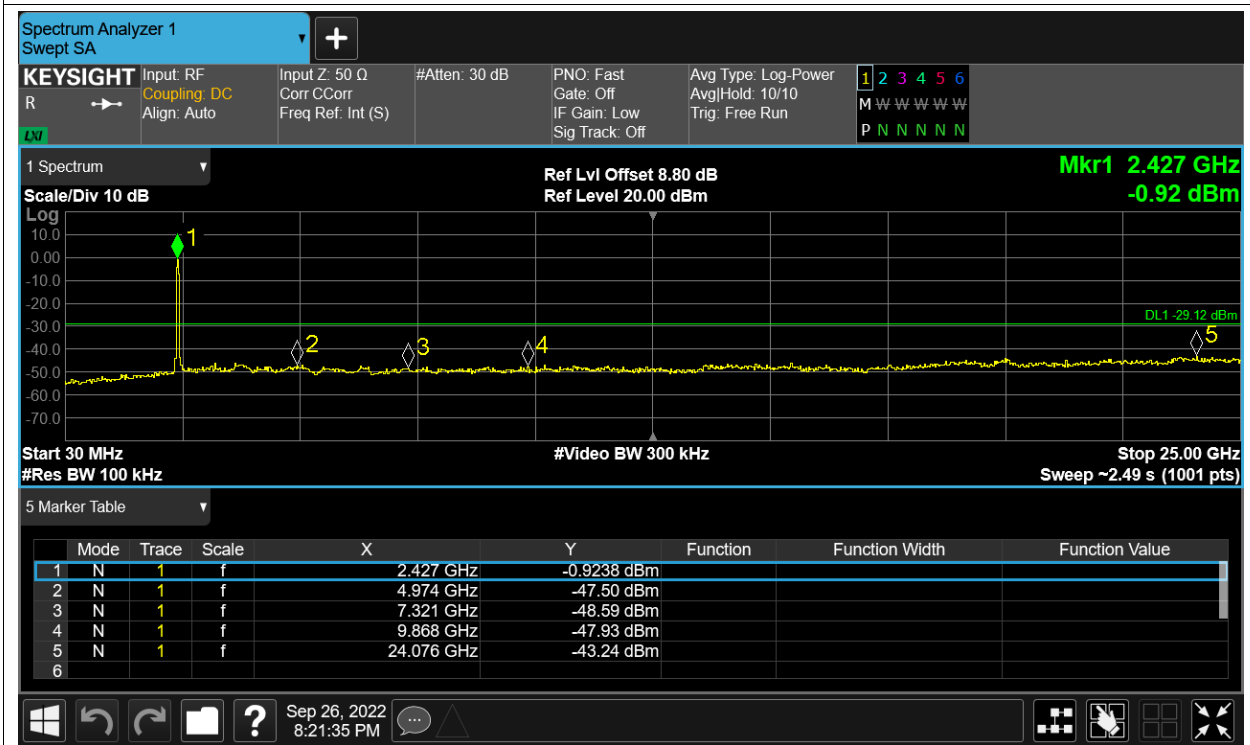 Spectrum Analyzer 1
Swept SA
KEYSIGHT Input: RF Input Z: 50 Ω #Atten: 30 dB PNO: Fast Avg Type: Log-Power 1 2 3 4 5 6
R Coupling: DC Corr CCorr Gate: Off Avg|Hold: 10/10 M W W W W W
Align: Auto Freq Ref: Int (S) IF Gain: Low Trig: Free Run
LXI Sig Track: Off P N N N N N
1 Spectrum Ref Lvl Offset 8.80 dB Mkr1 2.427 GHz
Scale/Div 10 dB Ref Level 20.00 dBm -0.92 dBm
Log
10.0
1
0.00
-10.0
-20.0
DL1 -29.12 dBm
-30.0
2 3 4 5
-40.0
-50.0
-60.0
-70.0
Start 30 MHz #Video BW 300 kHz Stop 25.00 GHz
#Res BW 100 kHz Sweep ~2.49 s (1001 pts)
5 Marker Table
Mode Trace Scale X Y Function Function Width Function Value
1 N 1 f 2.427 GHz -0.9238 dBm
2 N 1 f 4.974 GHz -47.50 dBm
3 N 1 f 7.321 GHz -48.59 dBm
4 N 1 f 9.868 GHz -47.93 dBm
5 N 1 f 24.076 GHz -43.24 dBm
6
? Sep 26, 2022
8:21:35 PM